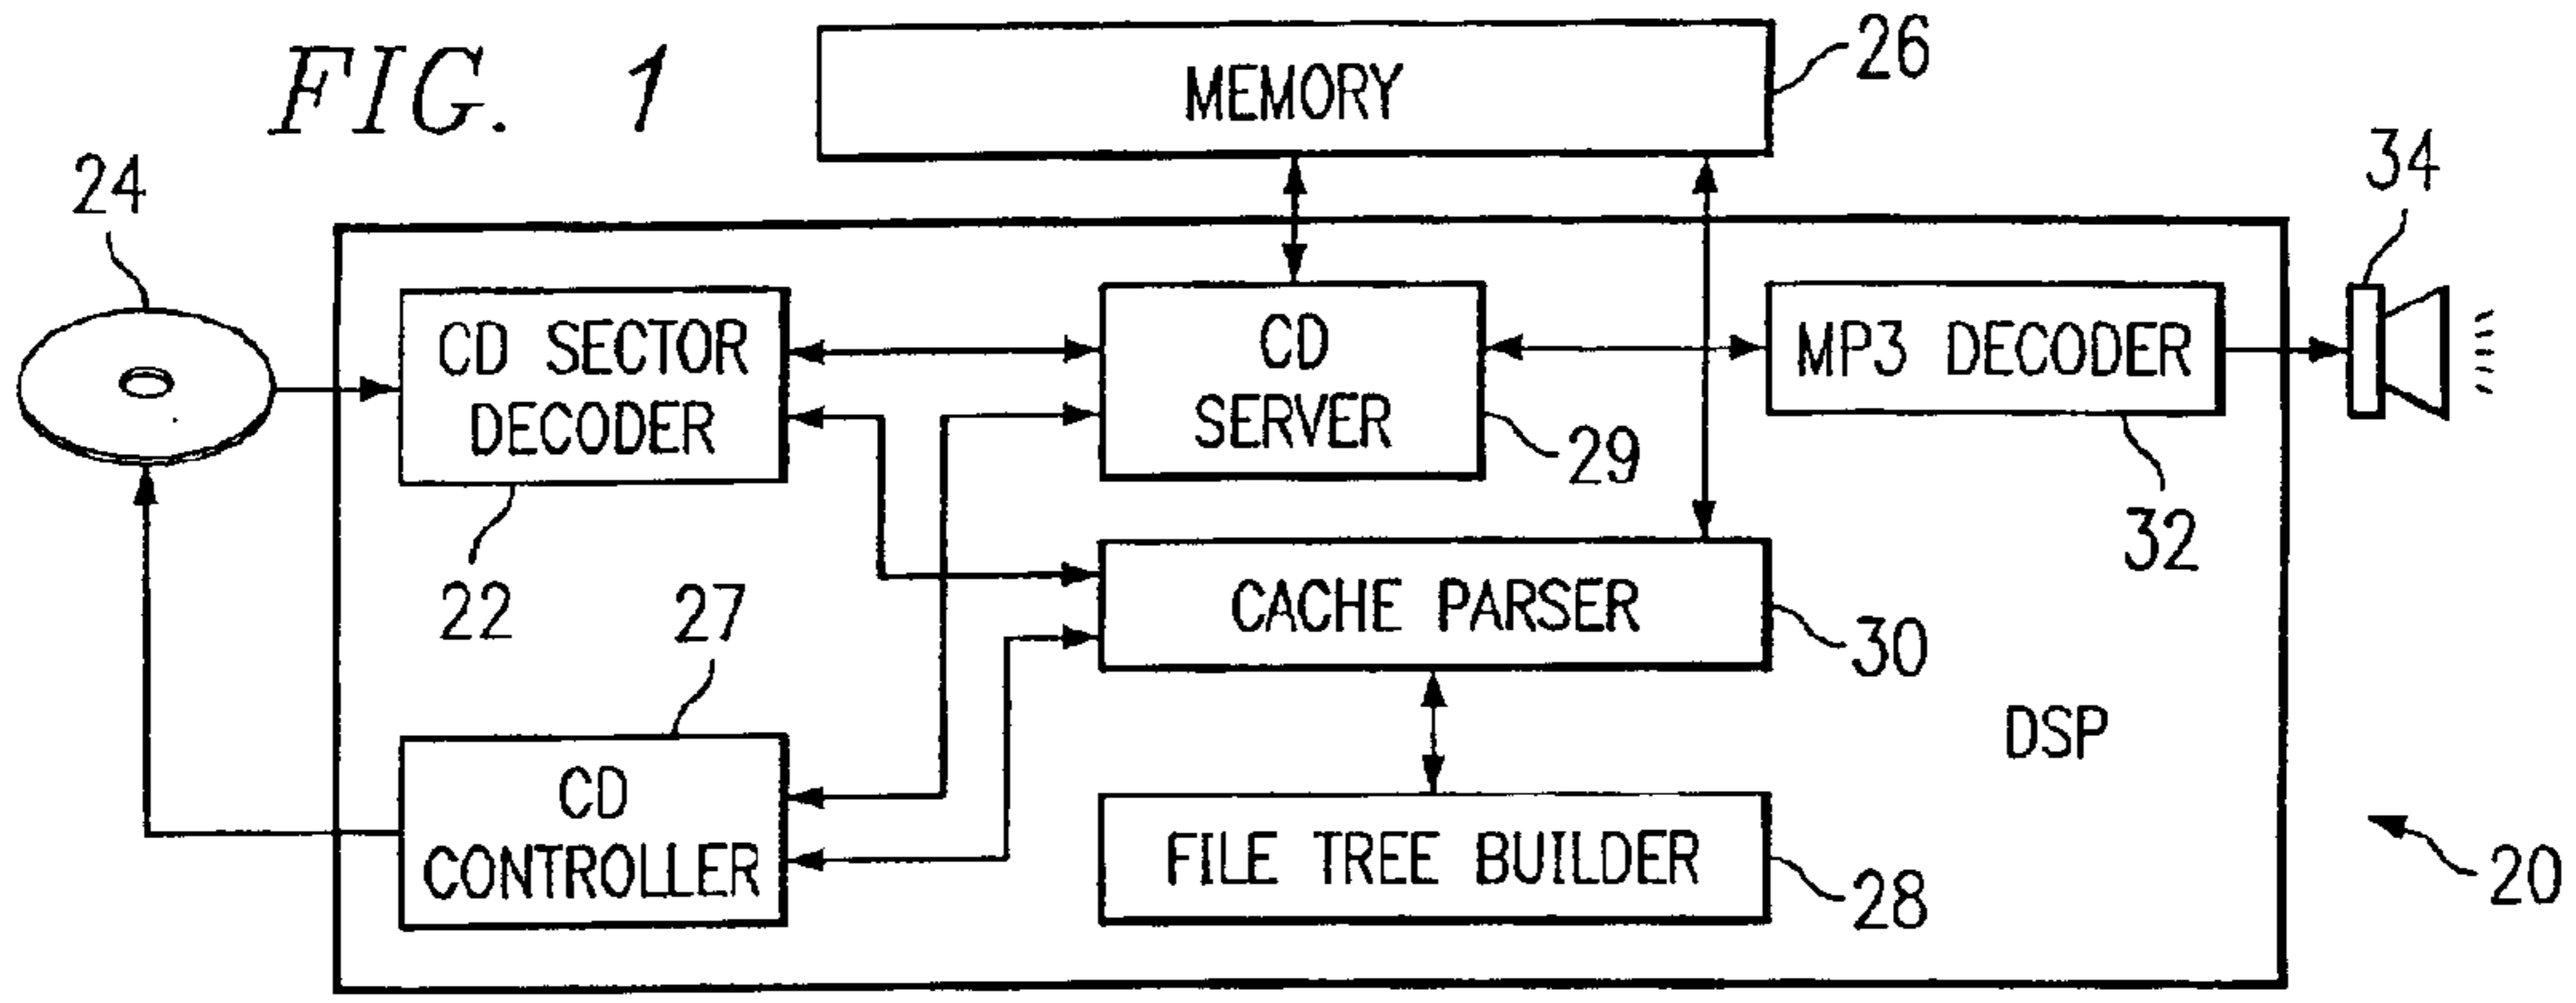 FIG. 1
MEMORY
26
24
34
CD SECTOR
DECODER
22
CD
SERVER
29
MP3 DECODER
32
CACHE PARSER
30
27
CD
CONTROLLER
FILE TREE BUILDER
28
DSP
20